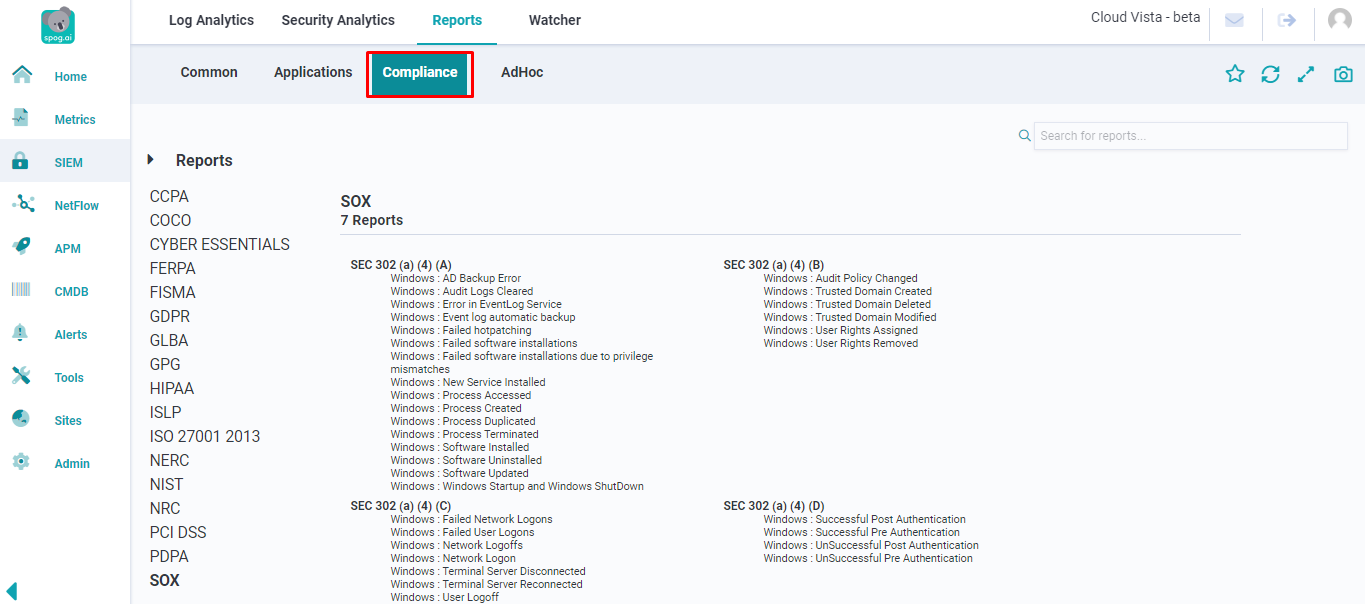 spog.ai
Log Analytics
Security Analytics
Reports
Watcher
Cloud Vista - beta
Common
Applications
Compliance
AdHoc
Home
Metrics
SIEM
NetFlow
APM
CMDB
Alerts
Tools
Sites
Admin
Search for reports...
Reports
CCPA
COCO
CYBER ESSENTIALS
FERPA
FISMA
GDPR
GLBA
GPG
HIPAA
ISLP
ISO 27001 2013
NERC
NIST
NRC
PCI DSS
PDPA
SOX
SOX
7 Reports
SEC 302 (a) (4) (A)
Windows : AD Backup Error
Windows : Audit Logs Cleared
Windows : Error in EventLog Service
Windows : Event log automatic backup
Windows : Failed hotpatching
Windows : Failed software installations
Windows : Failed software installations due to privilege
mismatches
Windows : New Service Installed
Windows : Process Accessed
Windows : Process Created
Windows : Process Duplicated
Windows : Process Terminated
Windows : Software Installed
Windows : Software Uninstalled
Windows : Software Updated
Windows : Windows Startup and Windows ShutDown
SEC 302 (a) (4) (B)
Windows : Audit Policy Changed
Windows : Trusted Domain Created
Windows : Trusted Domain Deleted
Windows : Trusted Domain Modified
Windows : User Rights Assigned
Windows : User Rights Removed
SEC 302 (a) (4) (C)
Windows : Failed Network Logons
Windows : Failed User Logons
Windows : Network Logoffs
Windows : Network Logon
Windows : Terminal Server Disconnected
Windows : Terminal Server Reconnected
Windows : User Logoff
SEC 302 (a) (4) (D)
Windows : Successful Post Authentication
Windows : Successful Pre Authentication
Windows : UnSuccessful Post Authentication
Windows : UnSuccessful Pre Authentication